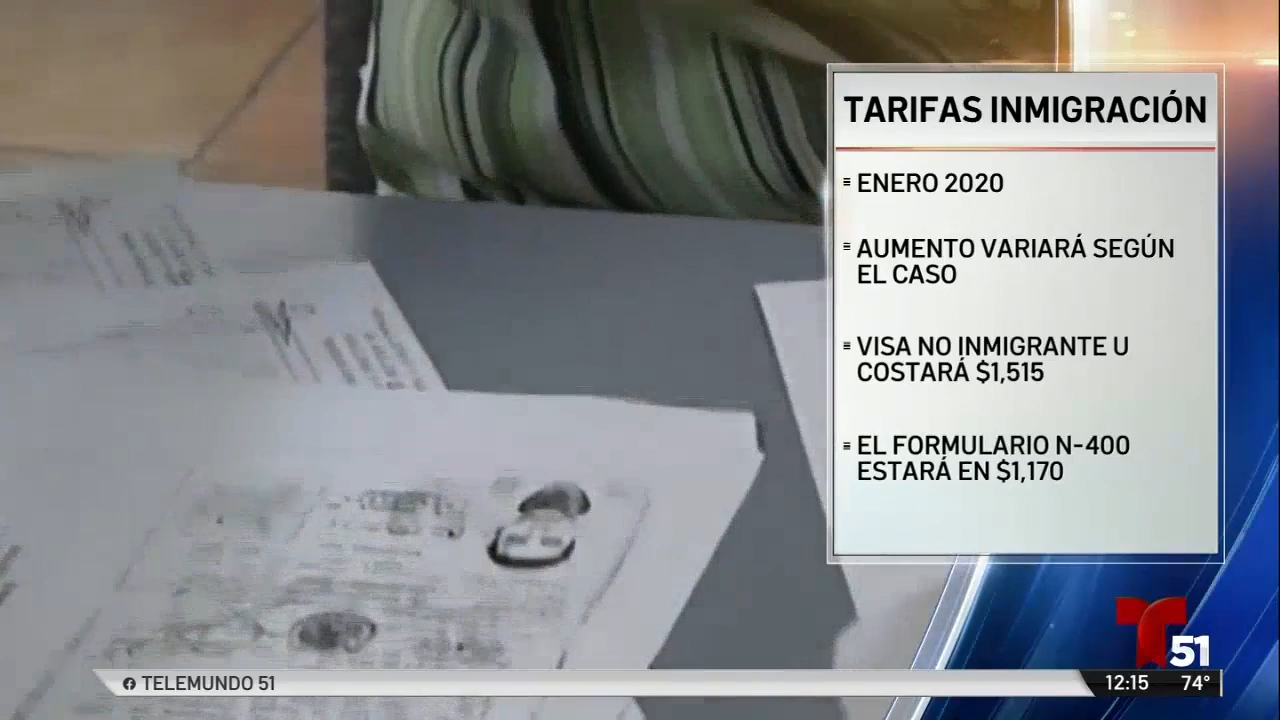 TARIFAS INMIGRACIÓN
ENERO 2020
AUMENTO VARIARÁ SEGÚN
EL CASO
VISA NO INMIGRANTE U
COSTARÁ $1,515
EL FORMULARIO N-400
ESTARÁ EN $1,170
51
TELEMUNDO 51
12:15 74°